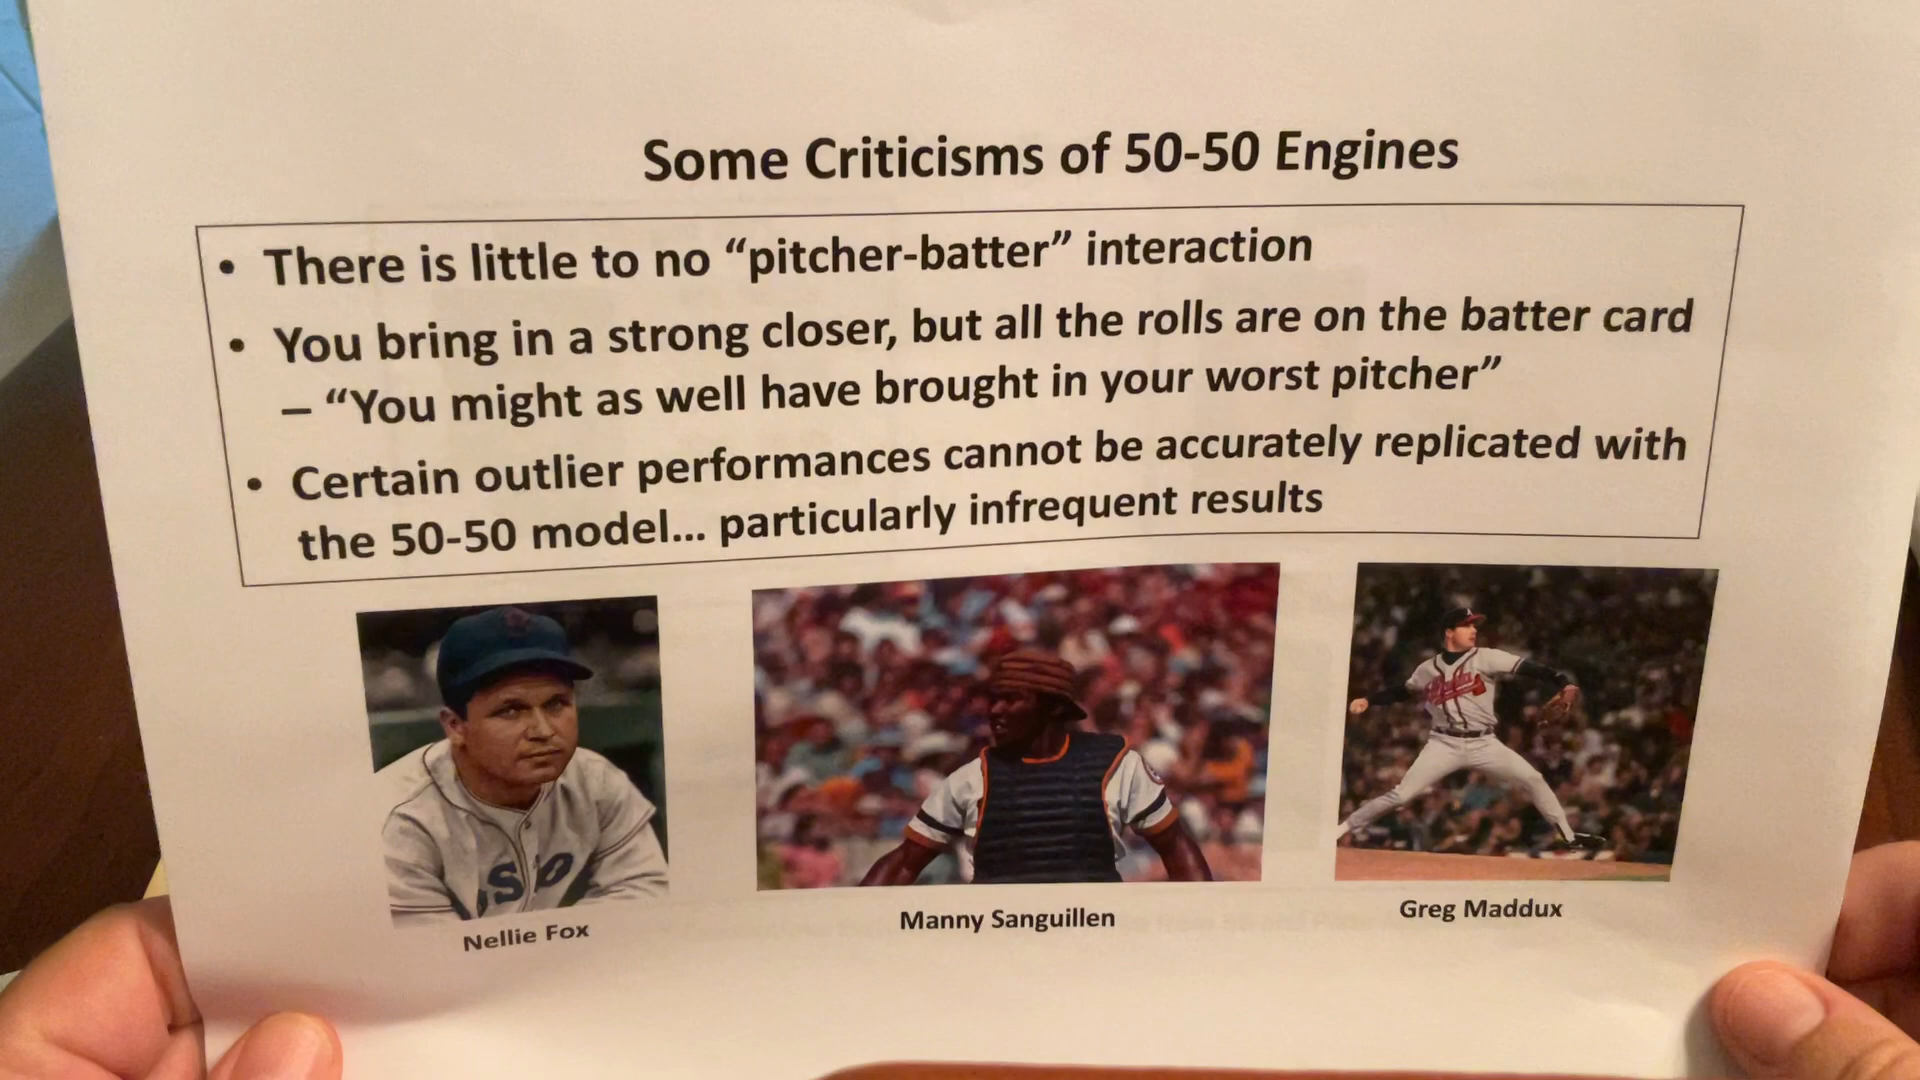 Some Criticisms of 50-50 Engines
• There is little to no “pitcher-batter” interaction
• You bring in a strong closer, but all the rolls are on the batter card
– “You might as well have brought in your worst pitcher”
• Certain outlier performances cannot be accurately replicated with
the 50-50 model... particularly infrequent results
Nellie Fox
Manny Sanguillen
Greg Maddux